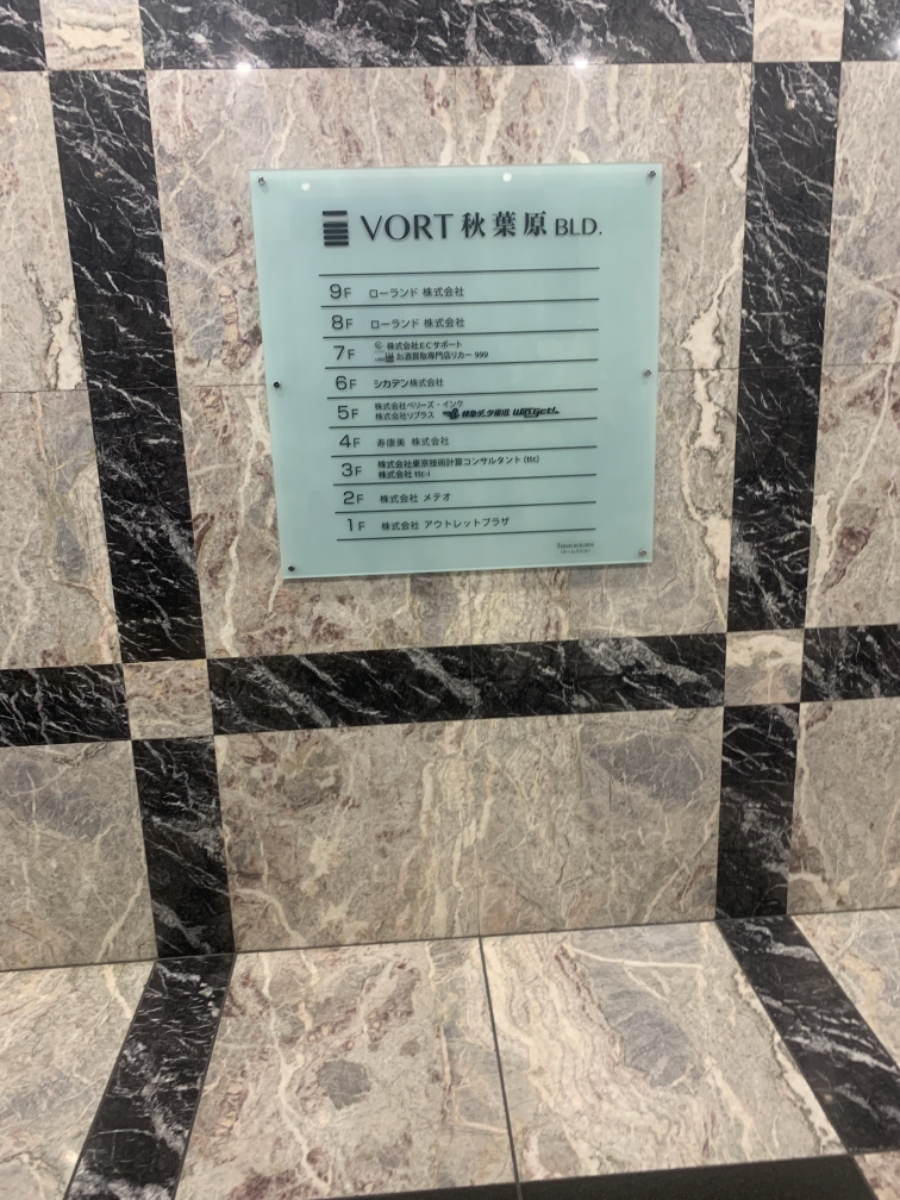 VORT 秋葉原 BLD.
9F ローランド 株式会社
8F ローランド 株式会社
7F 株式会社ECサポート
お酒買取専門店リカー 999
6F シカデン株式会社
5F 株式会社ベリーズ・インク
株式会社リプラス
4F 寿康美 株式会社
3F 株式会社東京技術計算コンサルタント (ttc)
株式会社 ttc-i
2F 株式会社 メテオ
1F 株式会社 アウトレットプラザ